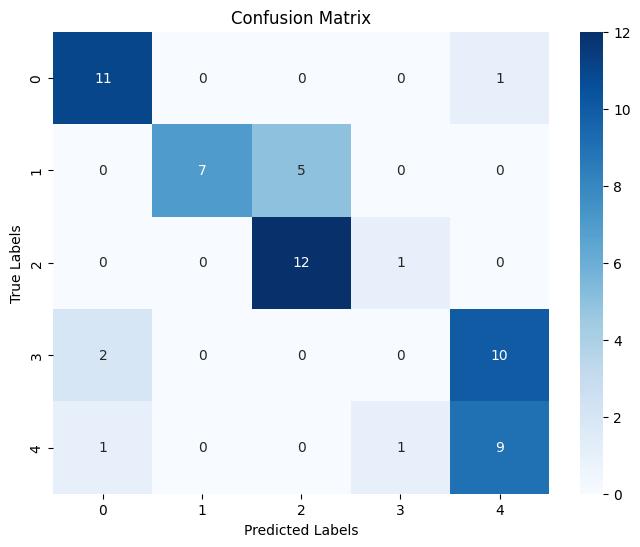 Confusion Matrix
True Labels
0 11 0 0 0 1
1 0 7 5 0 0
2 0 0 12 1 0
3 2 0 0 0 10
4 1 0 0 1 9
0 1 2 3 4
Predicted Labels
12
10
8
6
4
2
0